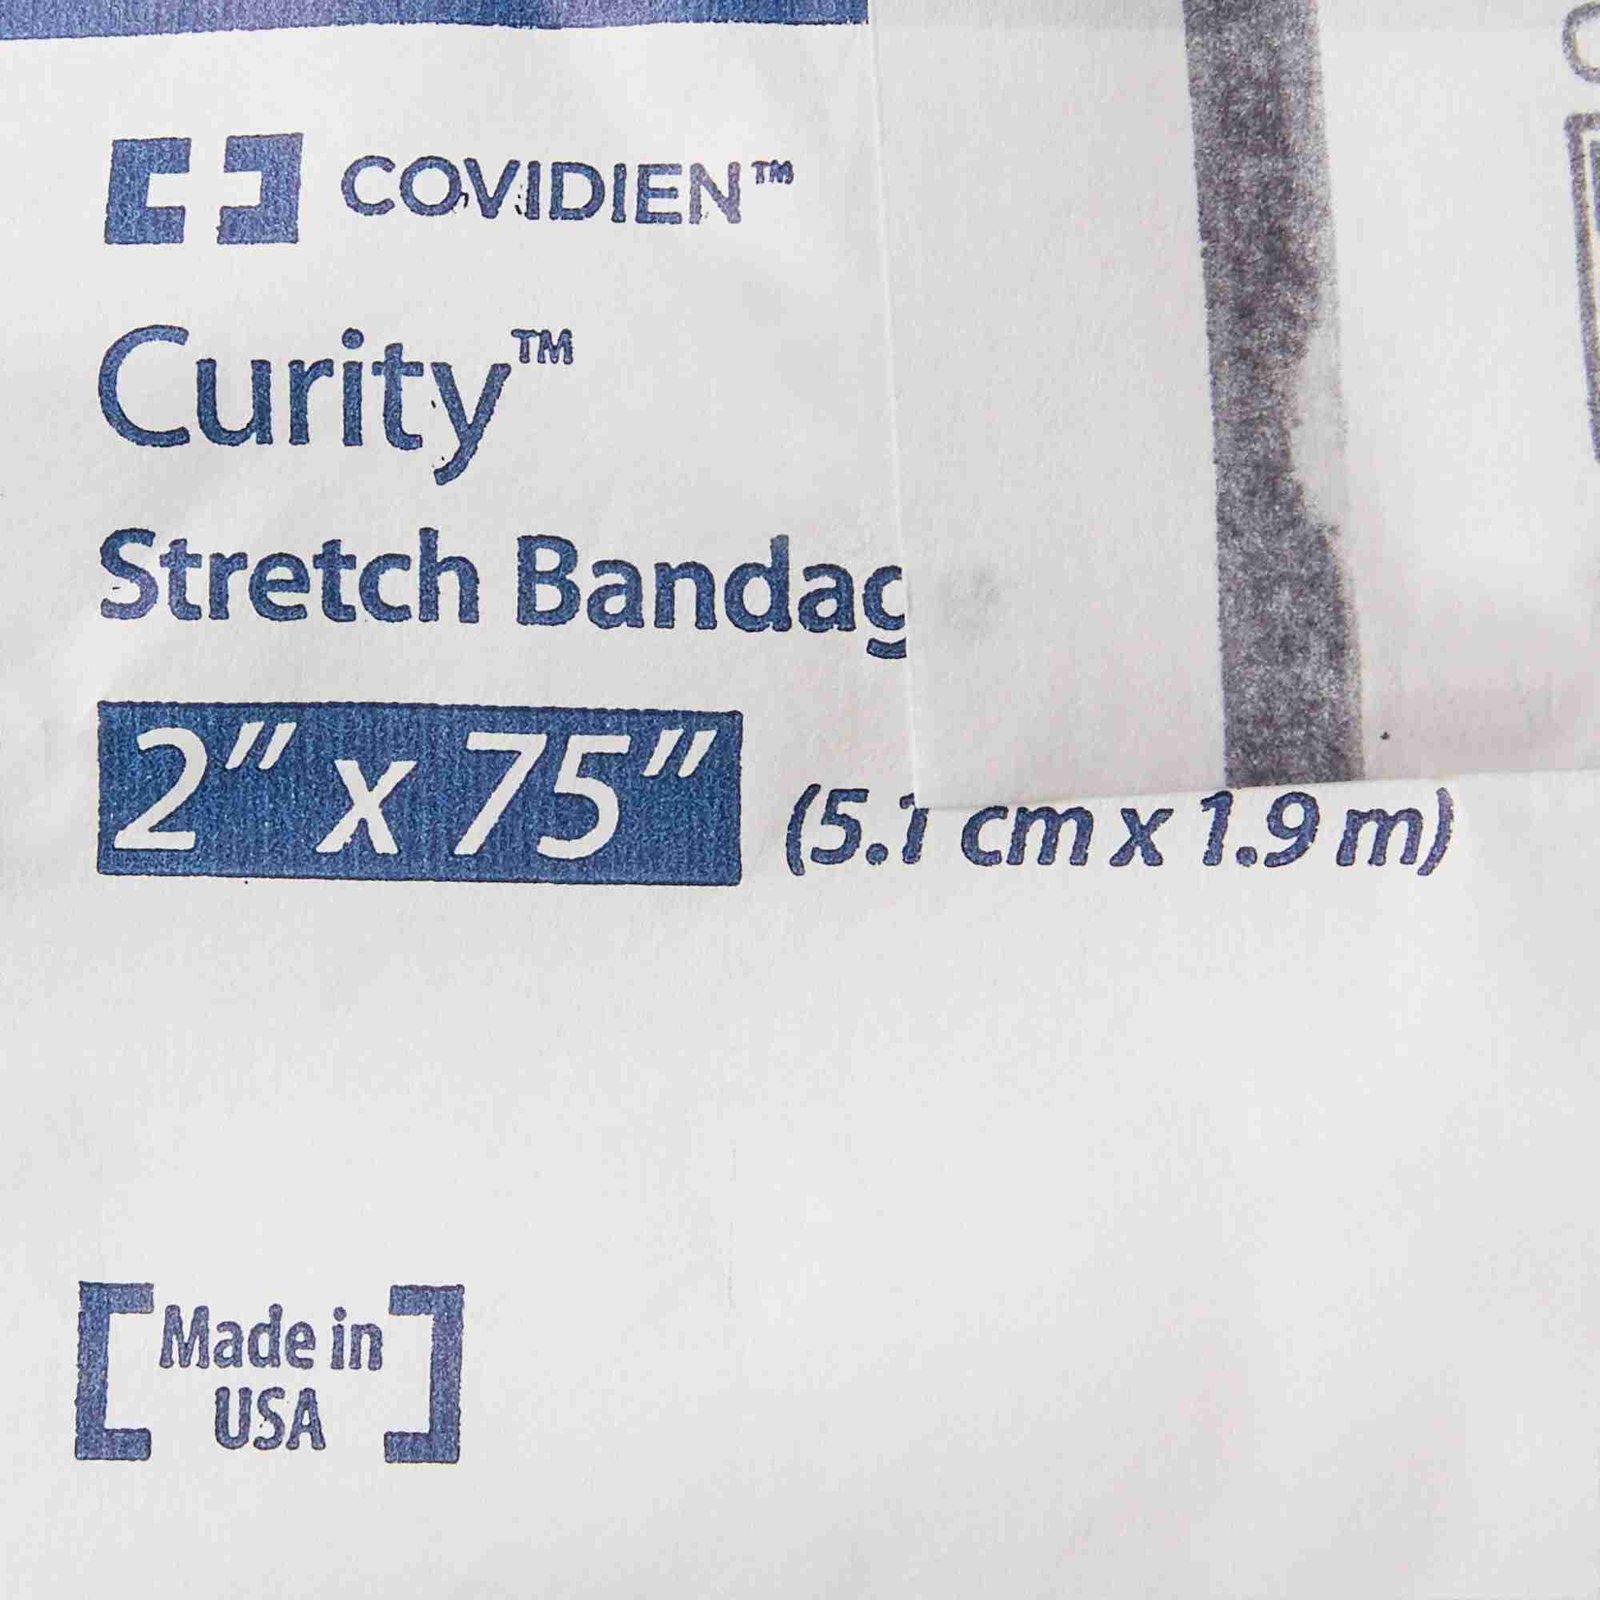 COVIDIEN™
Curity™
Stretch Bandag
2" x 75" (5.1 cm x 1.9 m)
Made in
USA